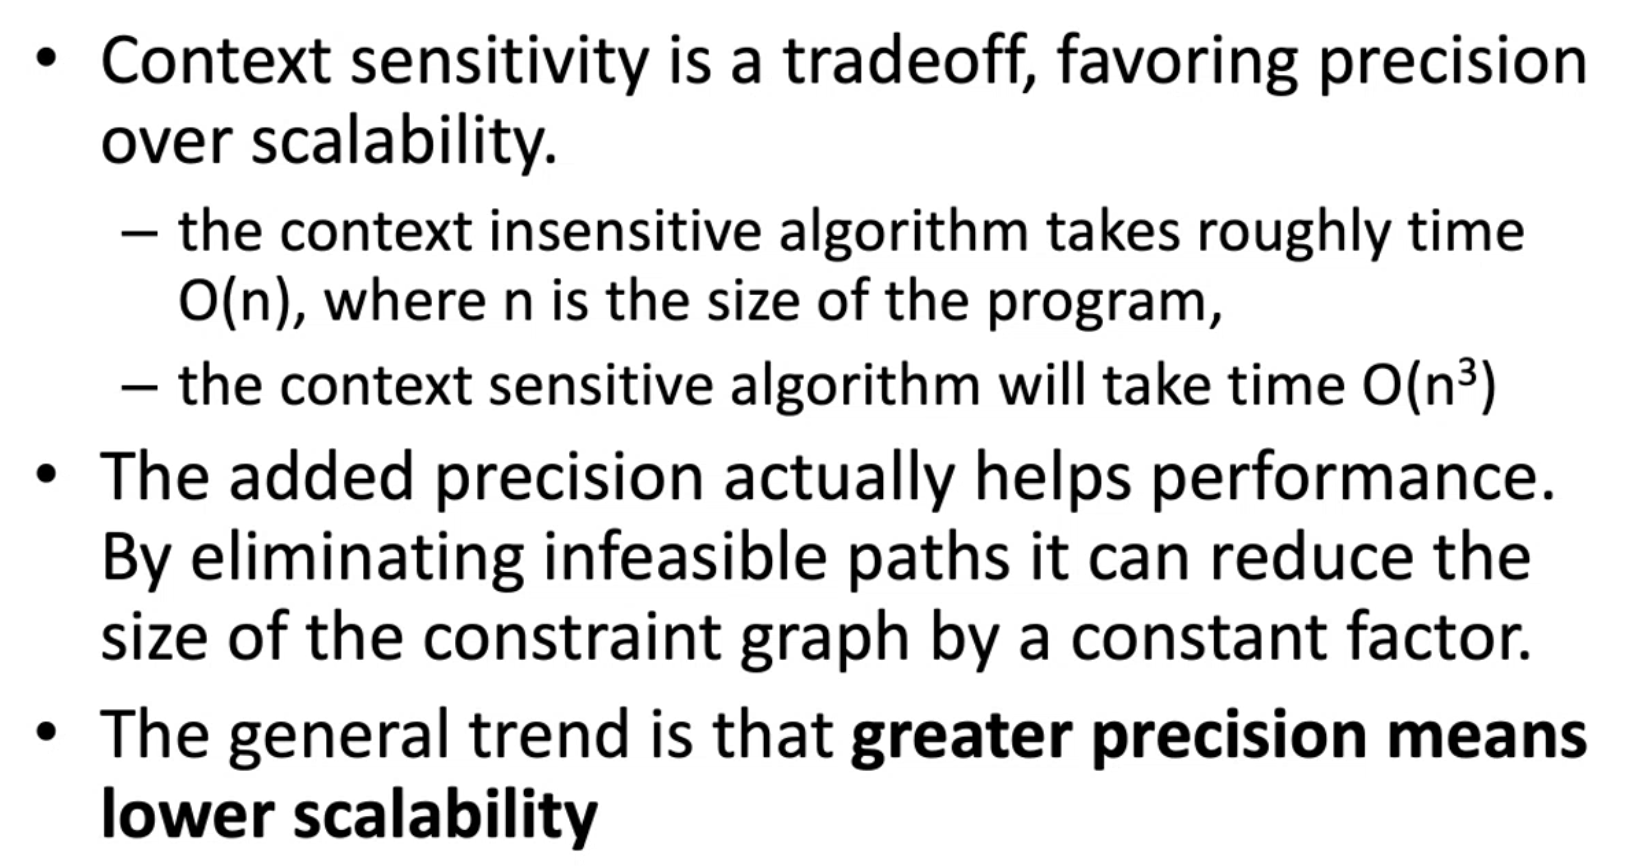 • Context sensitivity is a tradeoff, favoring precision
over scalability.
– the context insensitive algorithm takes roughly time
O(n), where n is the size of the program,
– the context sensitive algorithm will take time O(n³)
• The added precision actually helps performance.
By eliminating infeasible paths it can reduce the
size of the constraint graph by a constant factor.
• The general trend is that greater precision means
lower scalability